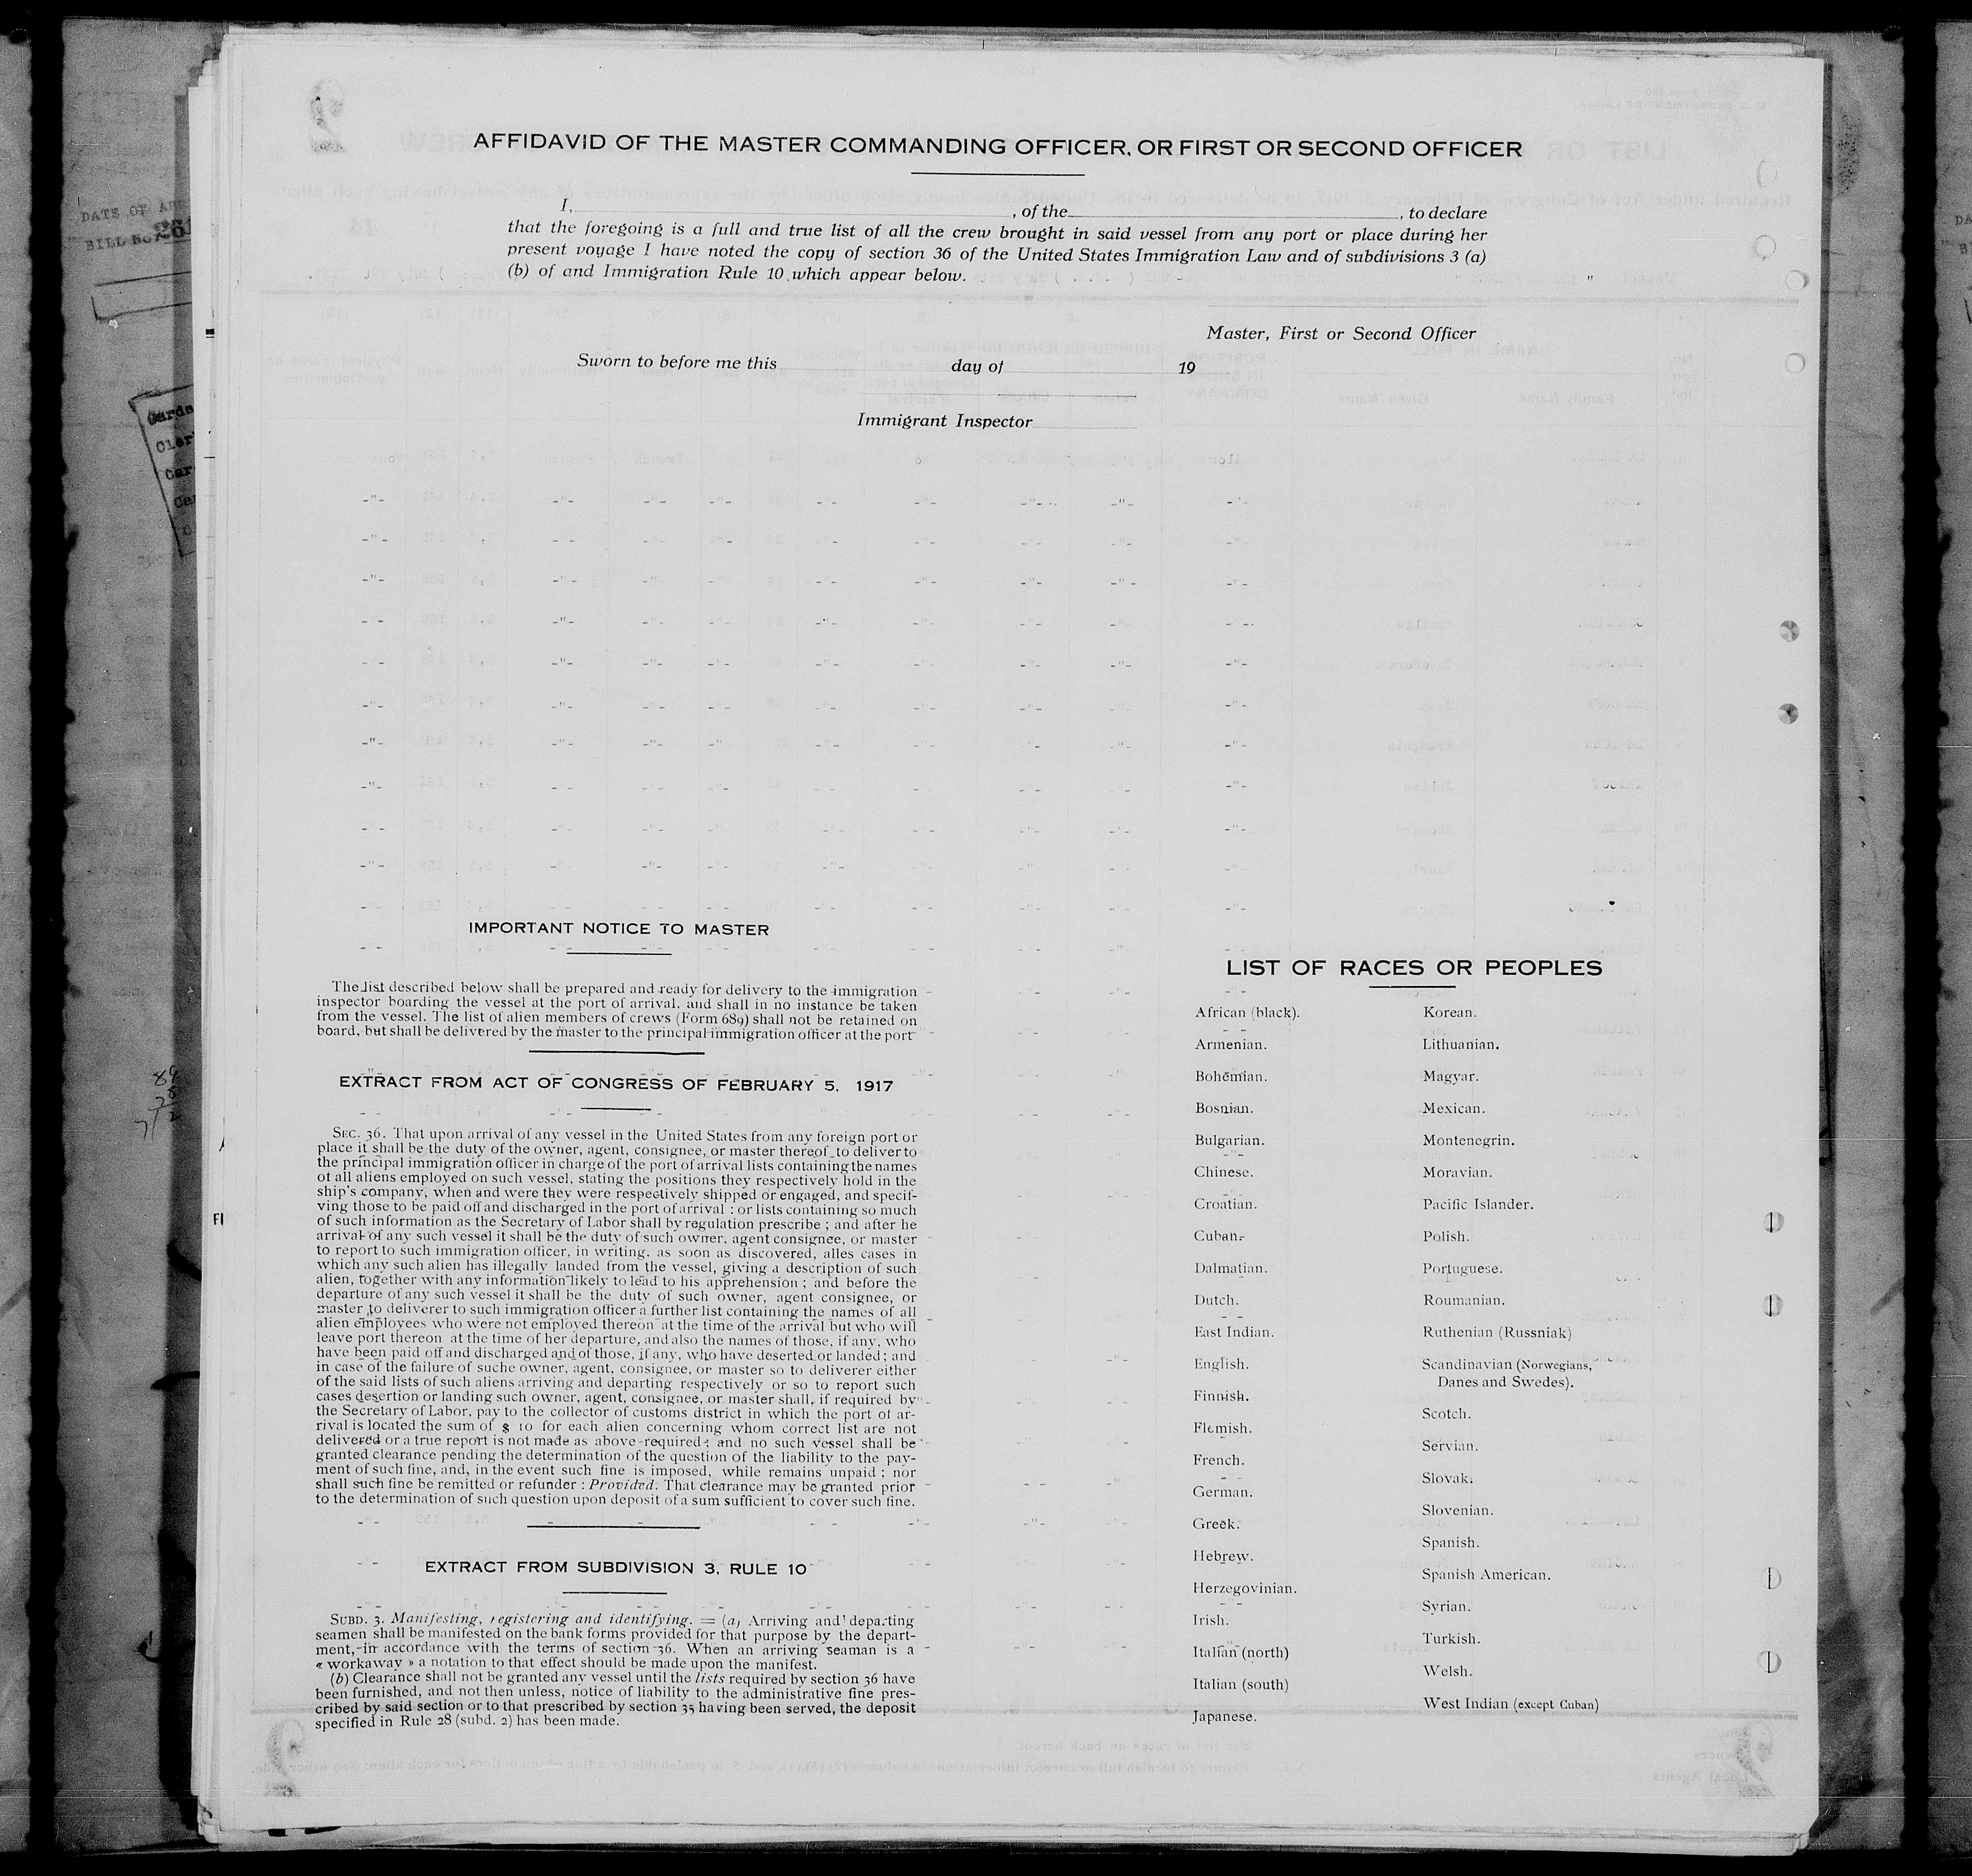 AFFIDAVID OF THE MASTER COMMANDING OFFICER, OR FIRST OR SECOND OFFICER
I, , of the , to declare
that the foregoing is a full and true list of all the crew brought in said vessel from any port or place during her
present voyage I have noted the copy of section 36 of the United States Immigration Law and of subdivisions 3 (a)
(b) of and Immigration Rule 10 which appear below.
Master, First or Second Officer
Sworn to before me this day of 19
Immigrant Inspector
IMPORTANT NOTICE TO MASTER
The list described below shall be prepared and ready for delivery to the immigration
inspector boarding the vessel at the port of arrival, and shall in no instance be taken
from the vessel. The list of alien members of crews (Form 689) shall not be retained on
board, but shall be delivered by the master to the principal immigration officer at the port
EXTRACT FROM ACT OF CONGRESS OF FEBRUARY 5, 1917
SEC. 36. That upon arrival of any vessel in the United States from any foreign port or
place it shall be the duty of the owner, agent, consignee, or master thereof to deliver to
the principal immigration officer in charge of the port of arrival lists containing the names
of all aliens employed on such vessel, stating the positions they respectively hold in the
ship's company, when and were they were respectively shipped or engaged, and specif-
ving those to be paid off and discharged in the port of arrival : or lists containing so much
of such information as the Secretary of Labor shall by regulation prescribe ; and after he
arrival of any such vessel it shall be the duty of such owner. agent consignee, or master
to report to such immigration officer, in writing. as soon as discovered, alles cases in
which any such alien has illegally landed from the vessel, giving a description of such
alien, together with any information likely to lead to his apprehension ; and before the
departure of any such vessel it shall be the duty of such owner, agent consignee, or
master to deliverer to such immigration officer a further list containing the names of all
alien employees who were not employed thereon at the time of the arrival but who will
leave port thereon at the time of her departure, and also the names of those, if any, who
have been paid off and discharged and of those, if any, who have deserted or landed ; and
in case of the failure of suche owner, agent, consignee, or master so to deliverer either
of the said lists of such aliens arriving and departing respectively or so to report such
cases desertion or landing such owner, agent, consignee, or master shall, if required by
the Secretary of Labor, pay to the collector of customs district in which the port of ar-
rival is located the sum of $ 10 for each alien concerning whom correct list are not
delivered or a true report is not made as above required ; and no such vessel shall be
granted clearance pending the determination of the question of the liability to the pay-
ment of such fine, and, in the event such fine is imposed, while remains unpaid ; nor
shall such fine be remitted or refunder : Provided. That clearance may be granted prior
to the determination of such question upon deposit of a sum sufficient to cover such fine.
EXTRACT FROM SUBDIVISION 3, RULE 10
SUBD. 3. Manifesting, registering and identifying. = (a) Arriving and departing
seamen shall be manifested on the bank forms provided for that purpose by the depart-
ment, in accordance with the terms of section 36. When an arriving seaman is a
« workaway » a notation to that effect should be made upon the manifest.
(b) Clearance shall not be granted any vessel until the lists required by section 36 have
been furnished, and not then unless, notice of liability to the administrative fine pres-
cribed by said section or to that prescribed by section 35 having been served, the deposit
specified in Rule 28 (subd. 2) has been made.
LIST OF RACES OR PEOPLES
African (black).
Armenian.
Bohemian.
Bosnian.
Bulgarian.
Chinese.
Croatian.
Cuban.
Dalmatian.
Dutch.
East Indian.
English.
Finnish.
Flemish.
French.
German.
Greek.
Hebrew.
Herzegovinian.
Irish.
Italian (north)
Italian (south)
Japanese.
Korean.
Lithuanian.
Magyar.
Mexican.
Montenegrin.
Moravian.
Pacific Islander.
Polish.
Portuguese.
Roumanian.
Ruthenian (Russniak)
Scandinavian (Norwegians,
Danes and Swedes).
Scotch.
Servian.
Slovak.
Slovenian.
Spanish.
Spanish American.
Syrian.
Turkish.
Welsh.
West Indian (except Cuban)
DATE OF
BILL No.